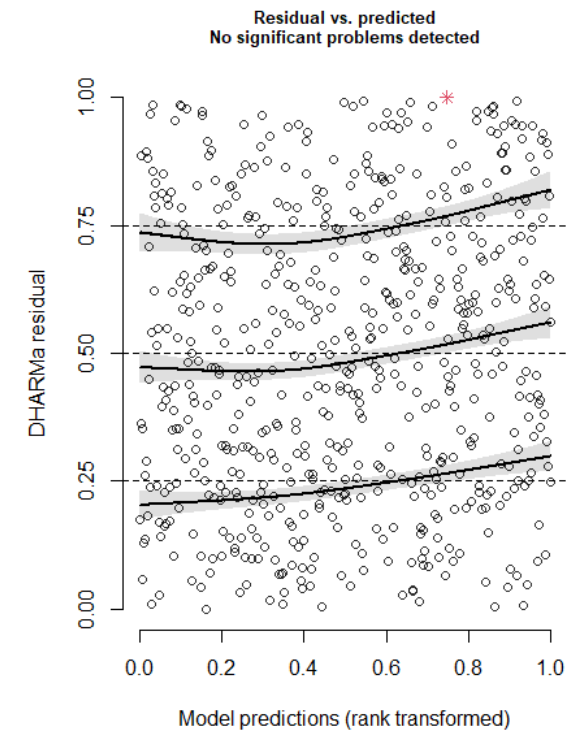 Residual vs. predicted
No significant problems detected
1.00
0.75
0.50
0.25
0.00
DHARMa residual
0.0 0.2 0.4 0.6 0.8 1.0
Model predictions (rank transformed)